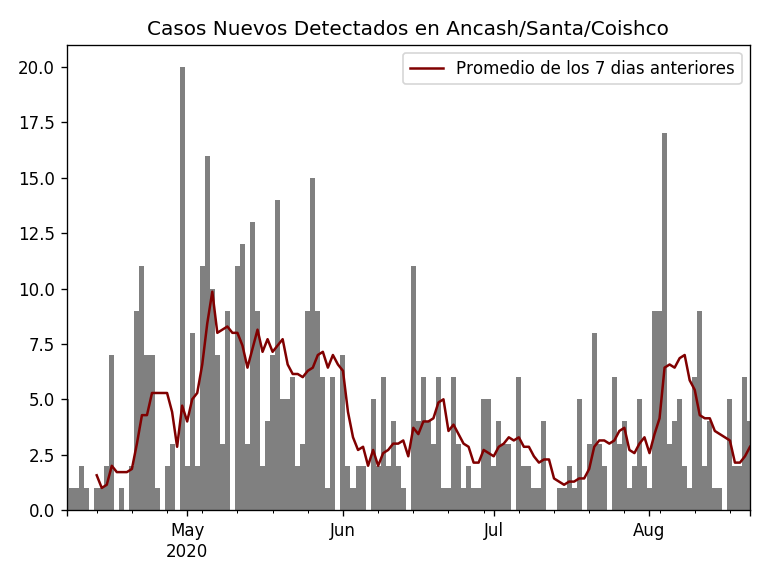 Casos Nuevos Detectados en Ancash/Santa/Coishco
Promedio de los 7 dias anteriores
20.0
17.5
15.0
12.5
10.0
7.5
5.0
2.5
0.0
May
2020
Jun
Jul
Aug